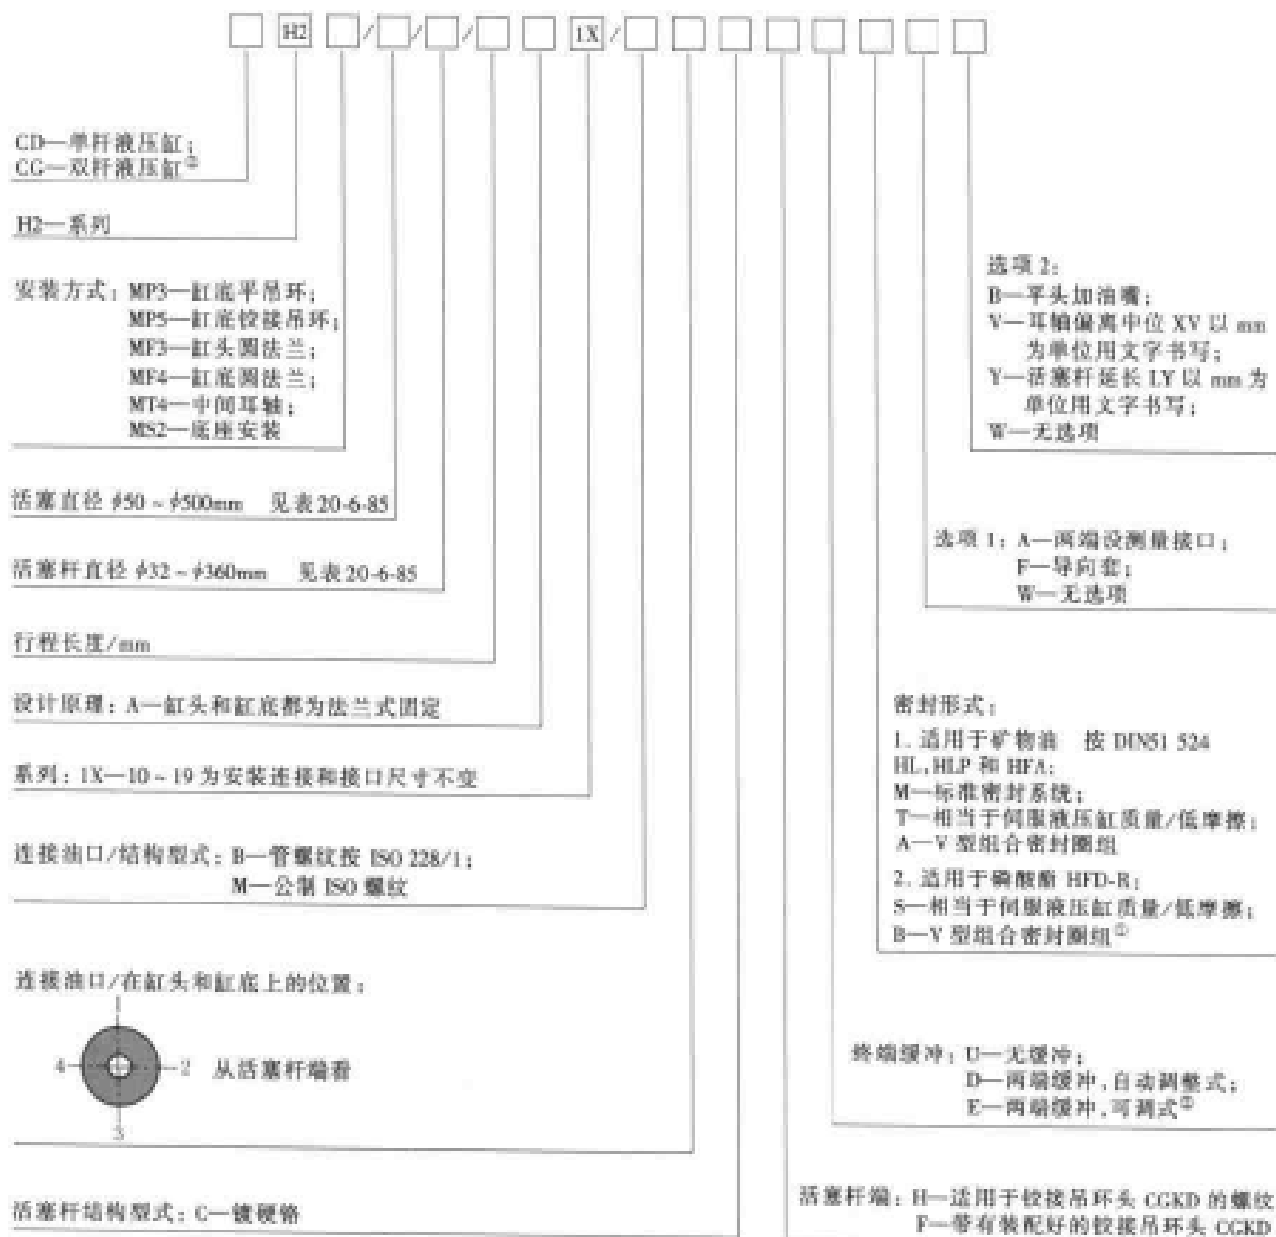 H2 / / / 1X /
CD—单杆液压缸；
CG—双杆液压缸②
H2—系列
安装方式：MP3—缸底平吊环；
MP5—缸底铰接吊环；
MF3—缸头圆法兰；
MF4—缸底圆法兰；
MT4—中间耳轴；
MS2—底座安装
活塞直径 φ50～φ500mm 见表 20-6-85
活塞杆直径 φ32～φ360mm 见表 20-6-85
行程长度/mm
设计原理：A—缸头和缸底都为法兰式固定
系列：1X—10～19 为安装连接和接口尺寸不变
连接油口/结构型式：B—管螺纹按 ISO 228/1；
M—公制 ISO 螺纹
连接油口/在缸头和缸底上的位置：
1
4 2 从活塞杆端看
3
活塞杆结构型式：C—镀硬铬
选项 2：
B—平头加油嘴；
V—耳轴偏离中位 XV 以 mm
为单位用文字书写；
Y—活塞杆延长 LY 以 mm 为
单位用文字书写；
W—无选项
选项 1：A—两端设测量接口；
F—导向套；
W—无选项
密封形式：
1. 适用于矿物油 按 DIN51 524
HL,HLP 和 HFA：
M—标准密封系统；
T—相当于伺服液压缸质量/低摩擦；
A—V 型组合密封圈组
2. 适用于磷酸酯 HFD-R：
S—相当于伺服液压缸质量/低摩擦；
B—V 型组合密封圈组①
终端缓冲：U—无缓冲；
D—两端缓冲，自动调整式；
E—两端缓冲，可调式②
活塞杆端：H—适用于铰接吊环头 CGKD 的螺纹
F—带有装配好的铰接吊环头 CGKD